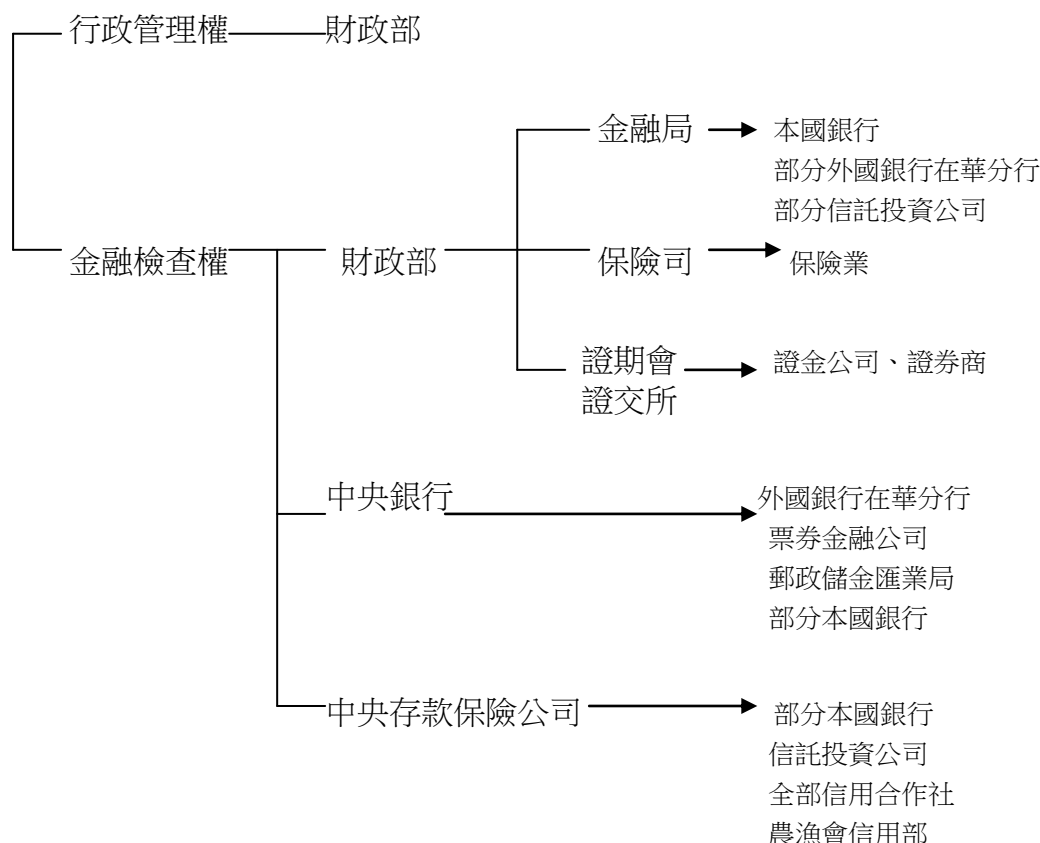 行政管理權
財政部
金融局
本國銀行
部分外國銀行在華分行
部分信託投資公司
金融檢查權
財政部
保險司
保險業
證期會
證交所
證金公司、證券商
中央銀行
外國銀行在華分行
票券金融公司
郵政儲金匯業局
部分本國銀行
中央存款保險公司
部分本國銀行
信託投資公司
全部信用合作社
農漁會信用部